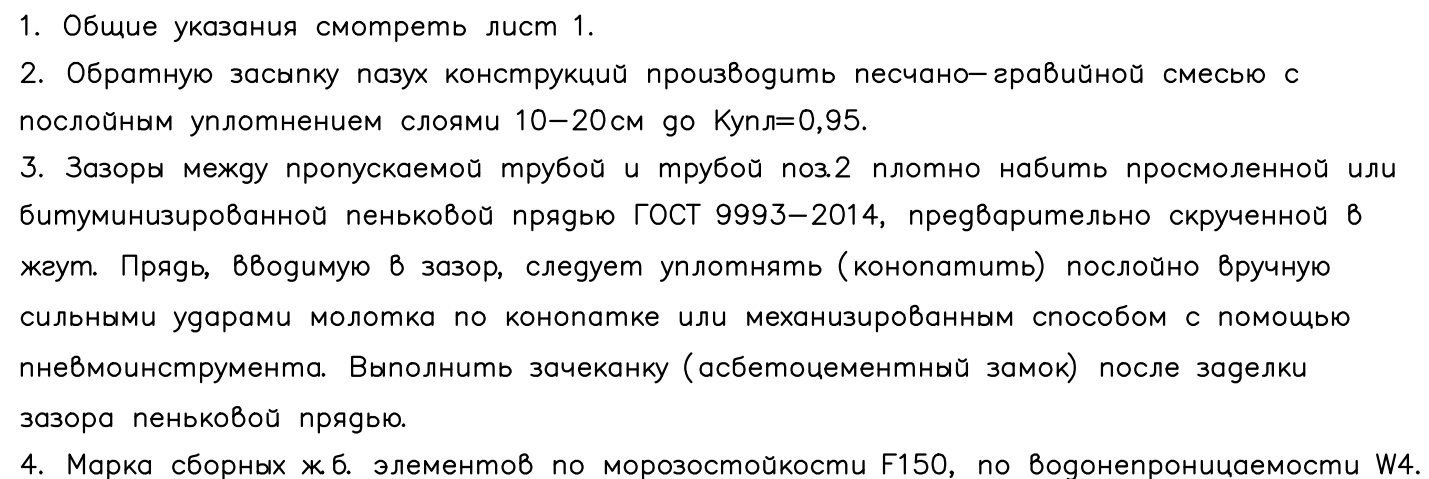 1. Общие указания смотреть лист 1.
2. Обратную засыпку пазух конструкций производить песчано–гравийной смесью с
послойным уплотнением слоями 10–20см до Купл=0,95.
3. Зазоры между пропускаемой трубой и трубой поз.2 плотно набить просмоленной или
битуминизированной пеньковой прядью ГОСТ 9993–2014, предварительно скрученной в
жгут. Прядь, вводимую в зазор, следует уплотнять (конопатить) послойно вручную
сильными ударами молотка по конопатке или механизированным способом с помощью
пневмоинструмента. Выполнить зачеканку (асбетоцементный замок) после заделки
зазора пеньковой прядью.
4. Марка сборных ж.б. элементов по морозостойкости F150, по водонепроницаемости W4.